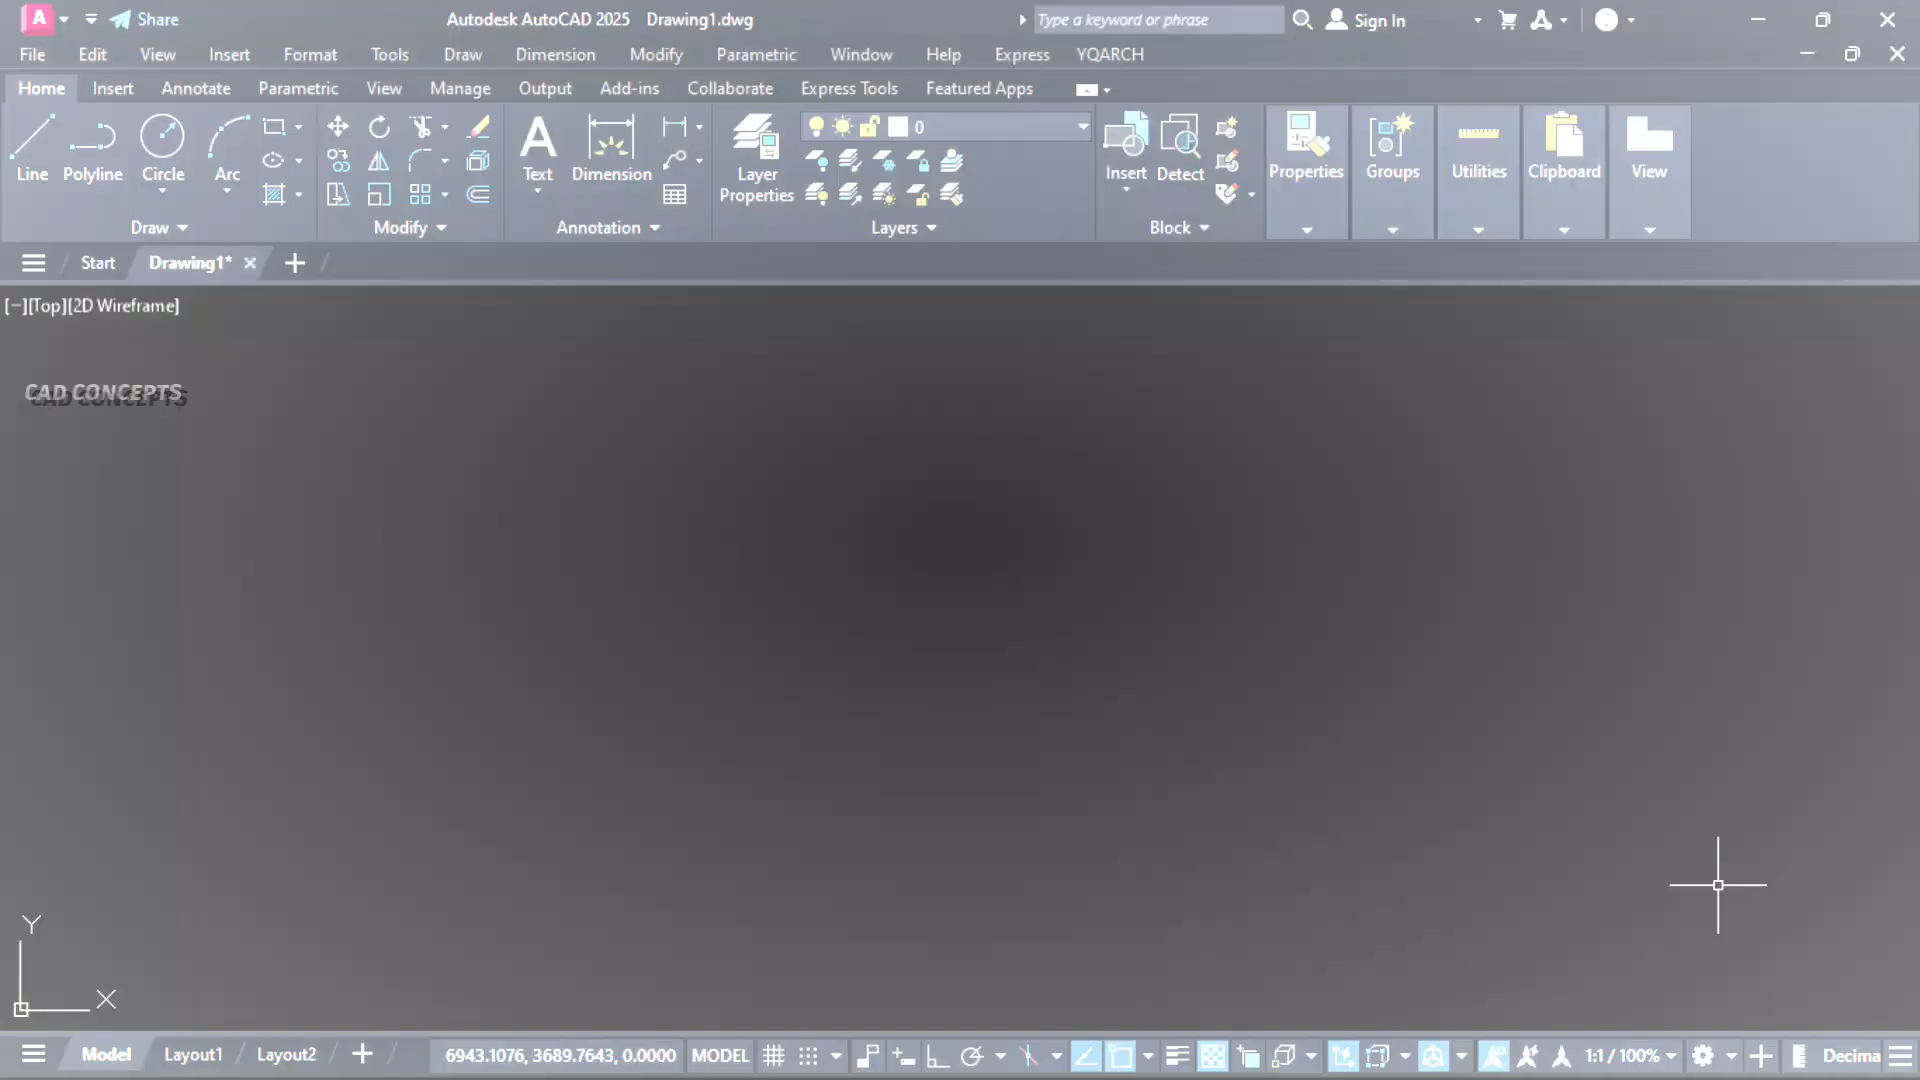 A Share Autodesk AutoCAD 2025 Drawing1.dwg Type a keyword or phrase Sign In
File Edit View Insert Format Tools Draw Dimension Modify Parametric Window Help Express YQARCH
Home Insert Annotate Parametric View Manage Output Add-ins Collaborate Express Tools Featured Apps
0
Line Polyline Circle Arc Text Dimension Layer Properties Insert Detect Properties Groups Utilities Clipboard View
Draw Modify Annotation Layers Block
Start Drawing1*
[−][Top][2D Wireframe]
CAD CONCEPTS
Y
X
Model Layout1 Layout2 6943.1076, 3689.7643, 0.0000 MODEL 1:1 / 100% Decima